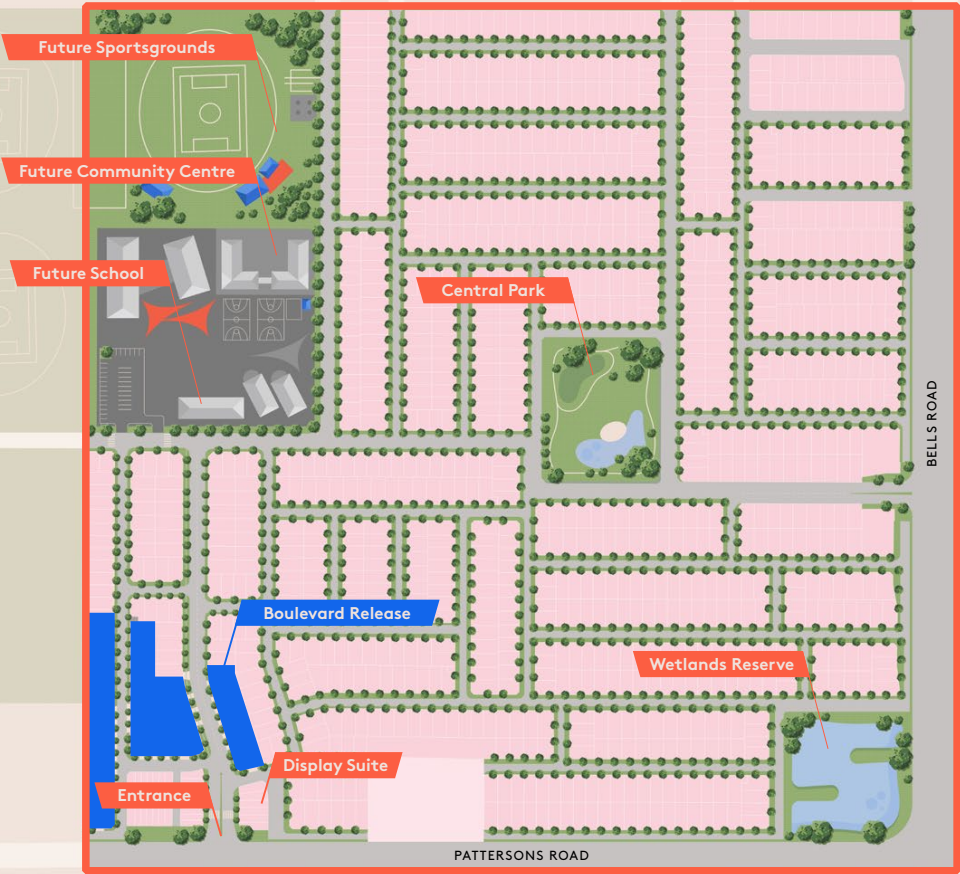 Future Sportsgrounds
Future Community Centre
Future School
Central Park
BELLS ROAD
Boulevard Release
Wetlands Reserve
Display Suite
Entrance
PATTERSONS ROAD